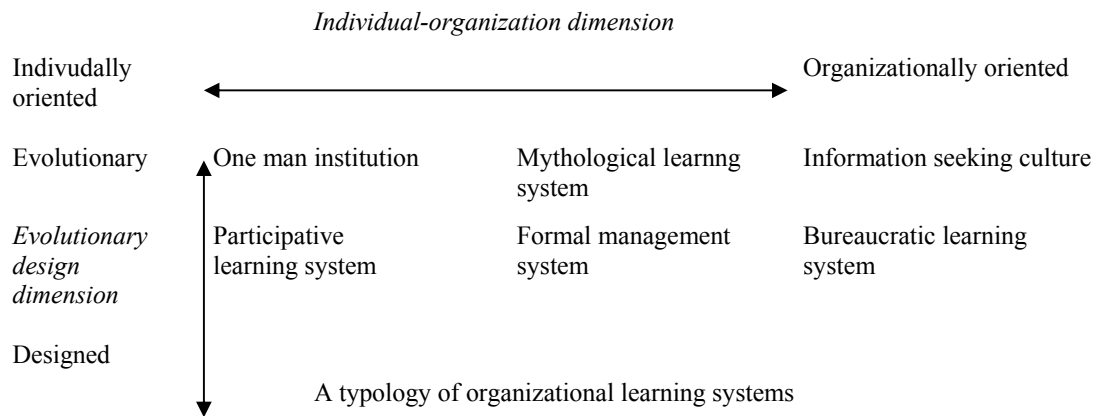 Individual-organization dimension
Indivudally
oriented
Organizationally oriented
Evolutionary
One man institution
Mythological learnng
system
Information seeking culture
Evolutionary
design
dimension
Participative
learning system
Formal management
system
Bureaucratic learning
system
Designed
A typology of organizational learning systems